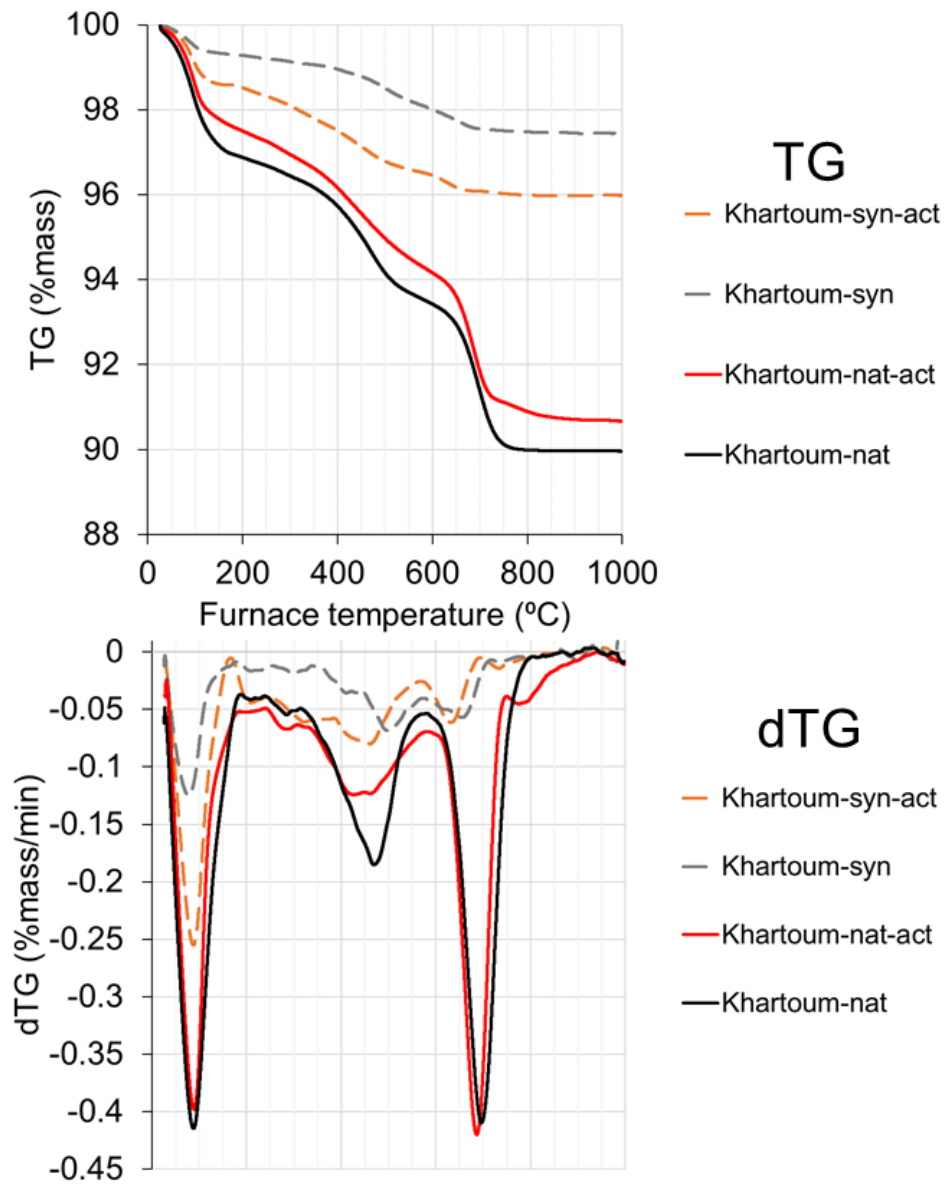 100
98
96
94
92
90
88
TG (%mass)
0 200 400 600 800 1000
Furnace temperature (ºC)
TG
Khartoum-syn-act
Khartoum-syn
Khartoum-nat-act
Khartoum-nat
0
-0.05
-0.1
-0.15
-0.2
-0.25
-0.3
-0.35
-0.4
-0.45
dTG (%mass/min)
dTG
Khartoum-syn-act
Khartoum-syn
Khartoum-nat-act
Khartoum-nat